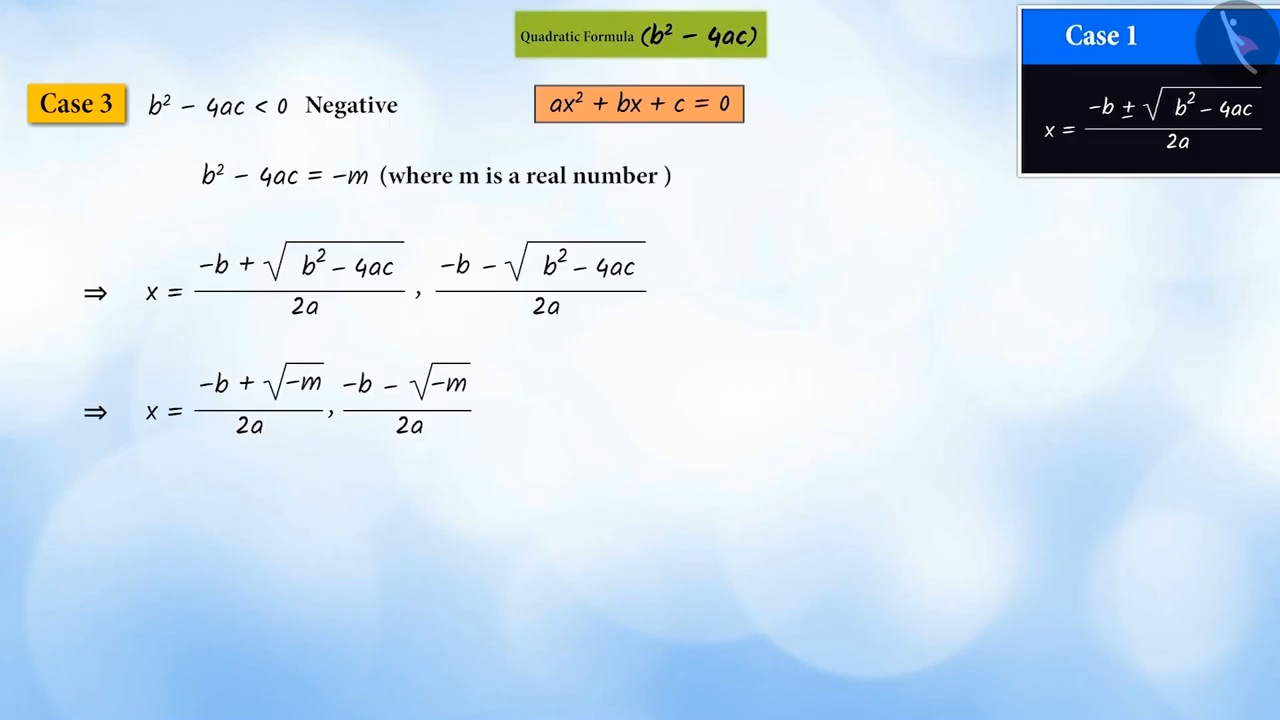 Quadratic Formula (b² − 4ac)
Case 1
x = (-b ± √(b² − 4ac)) / 2a
Case 3 b² − 4ac < 0 Negative
ax² + bx + c = 0
b² − 4ac = −m (where m is a real number )
⇒ x = (-b + √(b² − 4ac)) / 2a , (-b − √(b² − 4ac)) / 2a
⇒ x = (-b + √−m) / 2a , (-b − √−m) / 2a